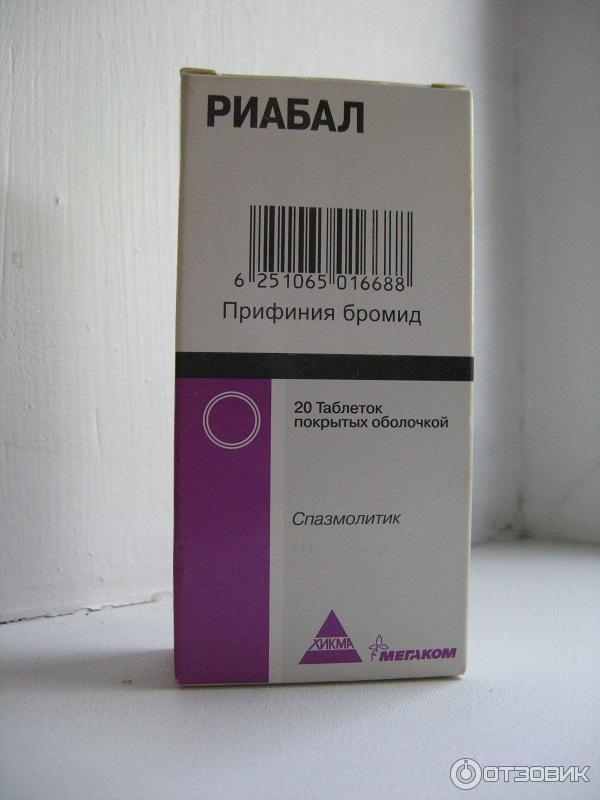 РИАБАЛ
6 251065 016688
Прифиния бромид
20 Таблеток
покрытых оболочкой
Спазмолитик
ХИКМА
МЕГАКОМ
ОТЗОВИК